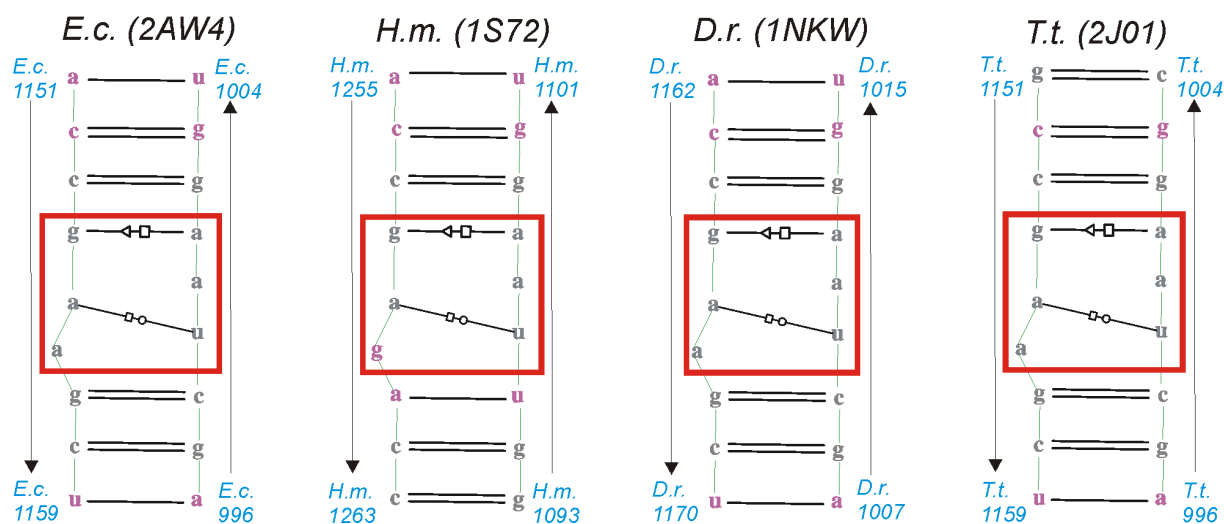 E.c. (2AW4) H.m. (1S72) D.r. (1NKW) T.t. (2J01)
E.c. E.c. H.m. H.m. D.r. D.r. T.t. T.t.
1151 a u 1004 1255 a u 1101 1162 a u 1015 1151 g c 1004
c g c g c g c g
c g c g c g c g
g a g a g a g a
a a a a
a u a u a u a u
a g a a
g c a u g c g c
c g c g c g c g
E.c. E.c. H.m. H.m. D.r. D.r. T.t. T.t.
1159 u a 996 1263 c g 1093 1170 u a 1007 1159 u a 996